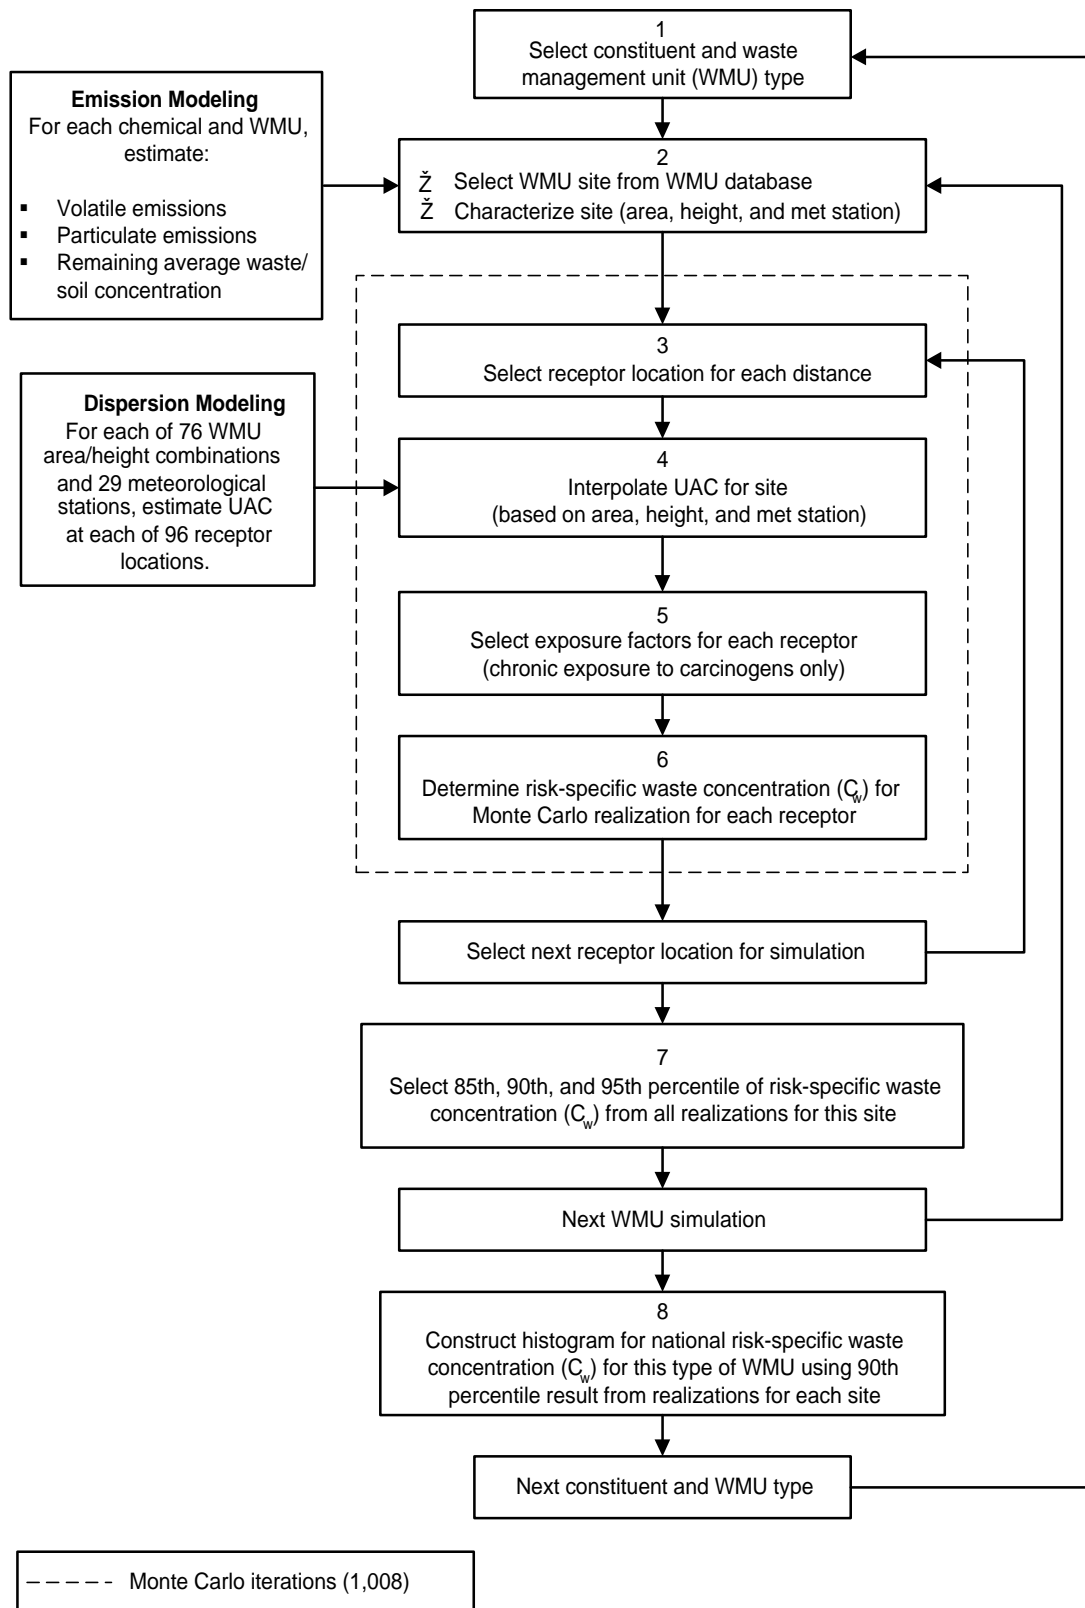 1
Select constituent and waste
management unit (WMU) type
Emission Modeling
For each chemical and WMU,
estimate:
▪ Volatile emissions
▪ Particulate emissions
▪ Remaining average waste/
soil concentration
2
Ž Select WMU site from WMU database
Ž Characterize site (area, height, and met station)
3
Select receptor location for each distance
Dispersion Modeling
For each of 76 WMU
area/height combinations
and 29 meteorological
stations, estimate UAC
at each of 96 receptor
locations.
4
Interpolate UAC for site
(based on area, height, and met station)
5
Select exposure factors for each receptor
(chronic exposure to carcinogens only)
6
Determine risk-specific waste concentration (Cw) for
Monte Carlo realization for each receptor
Select next receptor location for simulation
7
Select 85th, 90th, and 95th percentile of risk-specific waste
concentration (Cw) from all realizations for this site
Next WMU simulation
8
Construct histogram for national risk-specific waste
concentration (Cw) for this type of WMU using 90th
percentile result from realizations for each site
Next constituent and WMU type
Monte Carlo iterations (1,008)